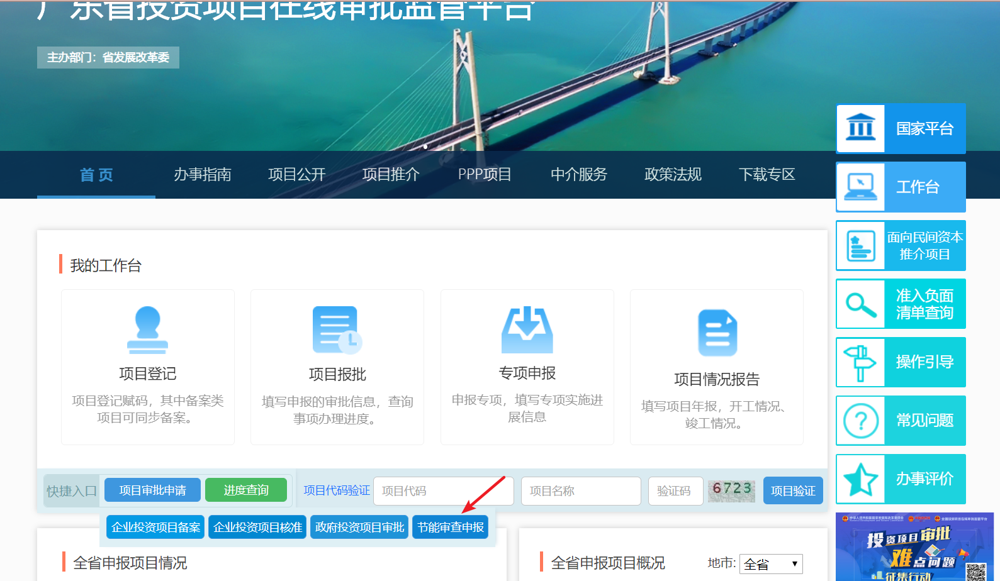 广东省投资项目在线审批监管平台
主办部门：省发展改革委
首 页
办事指南
项目公开
项目推介
PPP项目
中介服务
政策法规
下载专区
国家平台
工作台
面向民间资本
推介项目
准入负面
清单查询
操作引导
常见问题
办事评价
我的工作台
项目登记
项目登记赋码，其中备案类
项目可同步备案。
项目报批
填写申报的审批信息，查询
事项办理进度。
专项申报
申报专项，填写专项实施进
展信息
项目情况报告
填写项目年报，开工情况、
竣工情况。
快捷入口
项目审批申请
进度查询
项目代码验证
项目代码
项目名称
验证码
6723
项目验证
企业投资项目备案
企业投资项目核准
政府投资项目审批
节能审查申报
全省申报项目情况
全省申报项目概况
地市:
全省
投资项目审批
难点问题
征集行动